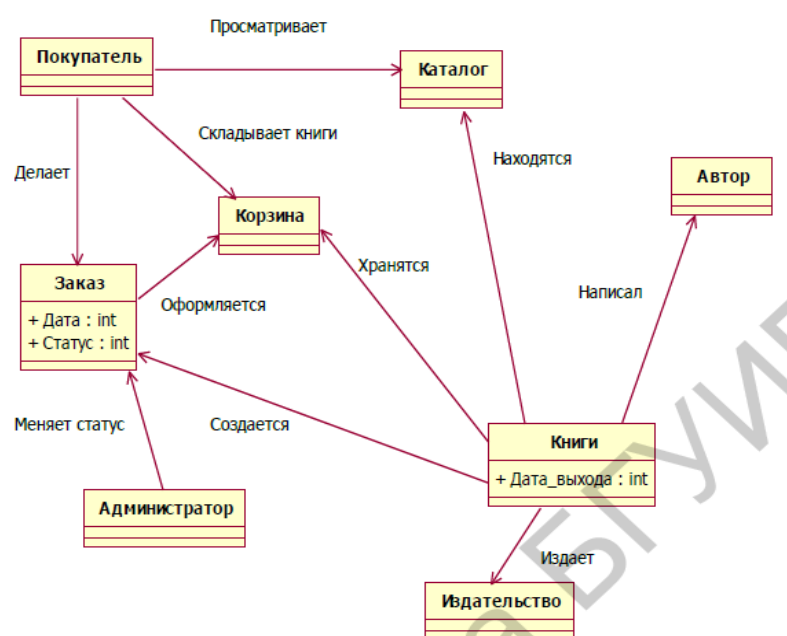 Просматривает
Покупатель
Каталог
Складывает книги
Находятся
Делает
Автор
Корзина
Хранятся
Заказ
Написал
Оформляется
+ Дата : int
+ Статус : int
Меняет статус
Создается
Книги
+ Дата_выхода : int
Администратор
Издает
Издательство
а БГУИР